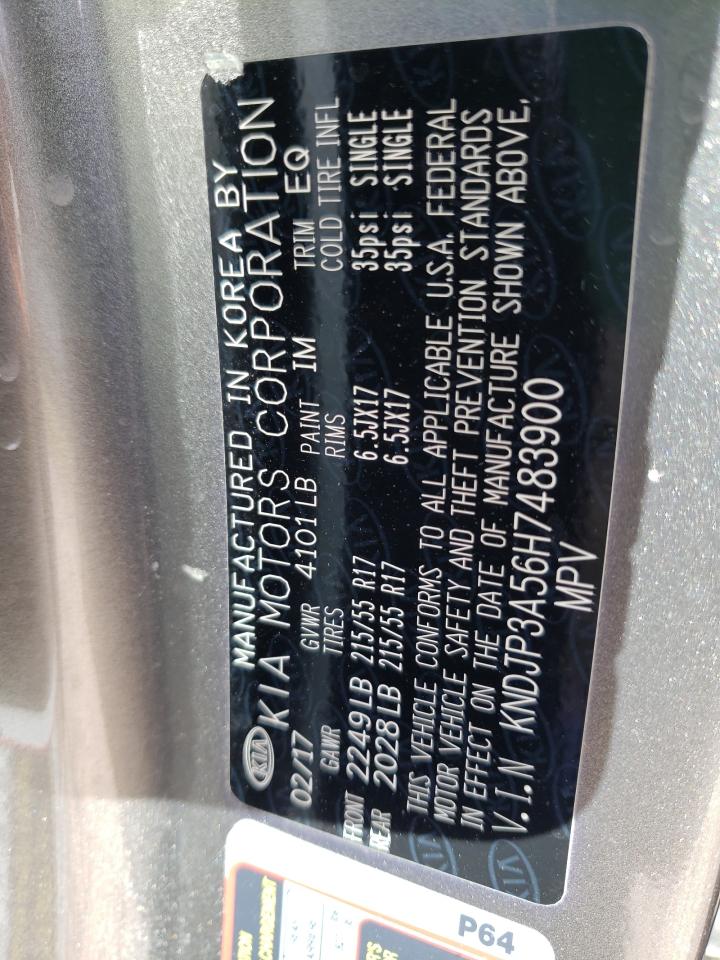 MANUFACTURED IN KOREA BY
KIA KIA MOTORS CORPORATION
02/17 GVWR 4101LB PAINT IM TRIM EQ
GAWR TIRES RIMS COLD TIRE INFL
FRONT 2249LB 215/55 R17 6.5JX17 35psi SINGLE
REAR 2028LB 215/55 R17 6.5JX17 35psi SINGLE
THIS VEHICLE CONFORMS TO ALL APPLICABLE U.S.A. FEDERAL
MOTOR VEHICLE SAFETY AND THEFT PREVENTION STANDARDS
IN EFFECT ON THE DATE OF MANUFACTURE SHOWN ABOVE,
V.I.N KNDJP3A56H7483900
MPV
P64